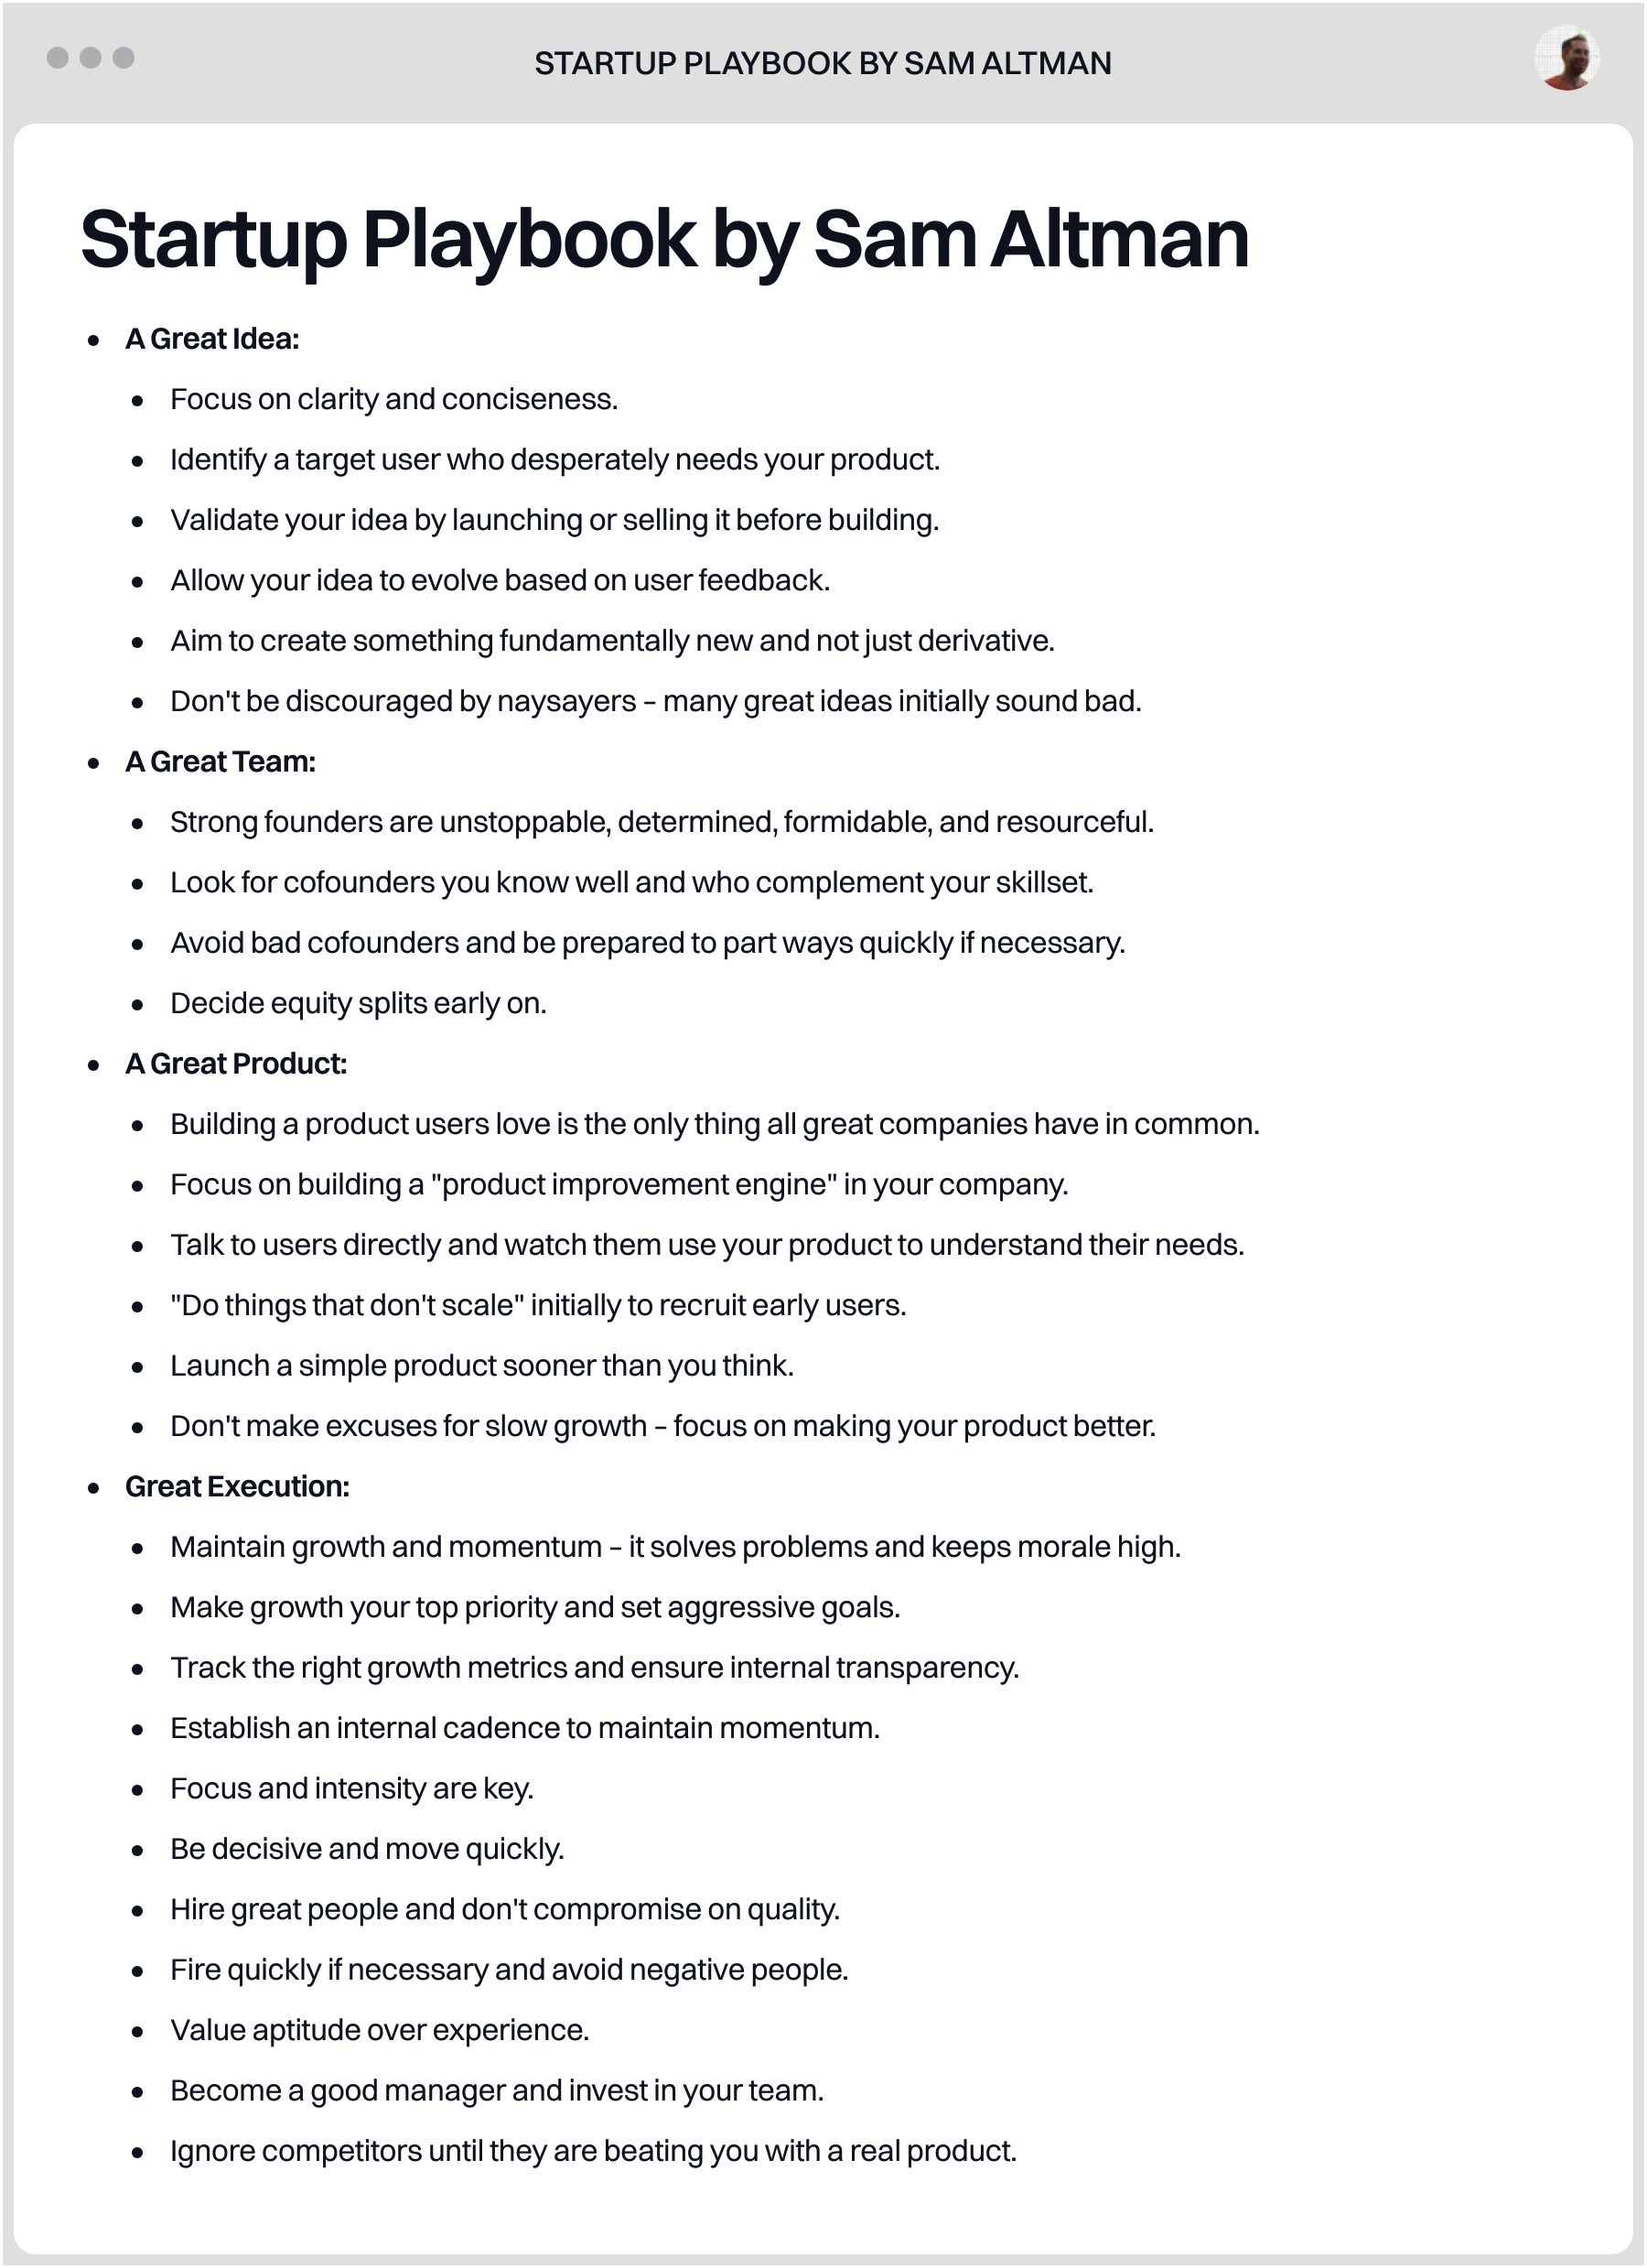 STARTUP PLAYBOOK BY SAM ALTMAN
Startup Playbook by Sam Altman
• A Great Idea:
• Focus on clarity and conciseness.
• Identify a target user who desperately needs your product.
• Validate your idea by launching or selling it before building.
• Allow your idea to evolve based on user feedback.
• Aim to create something fundamentally new and not just derivative.
• Don't be discouraged by naysayers – many great ideas initially sound bad.
• A Great Team:
• Strong founders are unstoppable, determined, formidable, and resourceful.
• Look for cofounders you know well and who complement your skillset.
• Avoid bad cofounders and be prepared to part ways quickly if necessary.
• Decide equity splits early on.
• A Great Product:
• Building a product users love is the only thing all great companies have in common.
• Focus on building a "product improvement engine" in your company.
• Talk to users directly and watch them use your product to understand their needs.
• "Do things that don't scale" initially to recruit early users.
• Launch a simple product sooner than you think.
• Don't make excuses for slow growth – focus on making your product better.
• Great Execution:
• Maintain growth and momentum – it solves problems and keeps morale high.
• Make growth your top priority and set aggressive goals.
• Track the right growth metrics and ensure internal transparency.
• Establish an internal cadence to maintain momentum.
• Focus and intensity are key.
• Be decisive and move quickly.
• Hire great people and don't compromise on quality.
• Fire quickly if necessary and avoid negative people.
• Value aptitude over experience.
• Become a good manager and invest in your team.
• Ignore competitors until they are beating you with a real product.